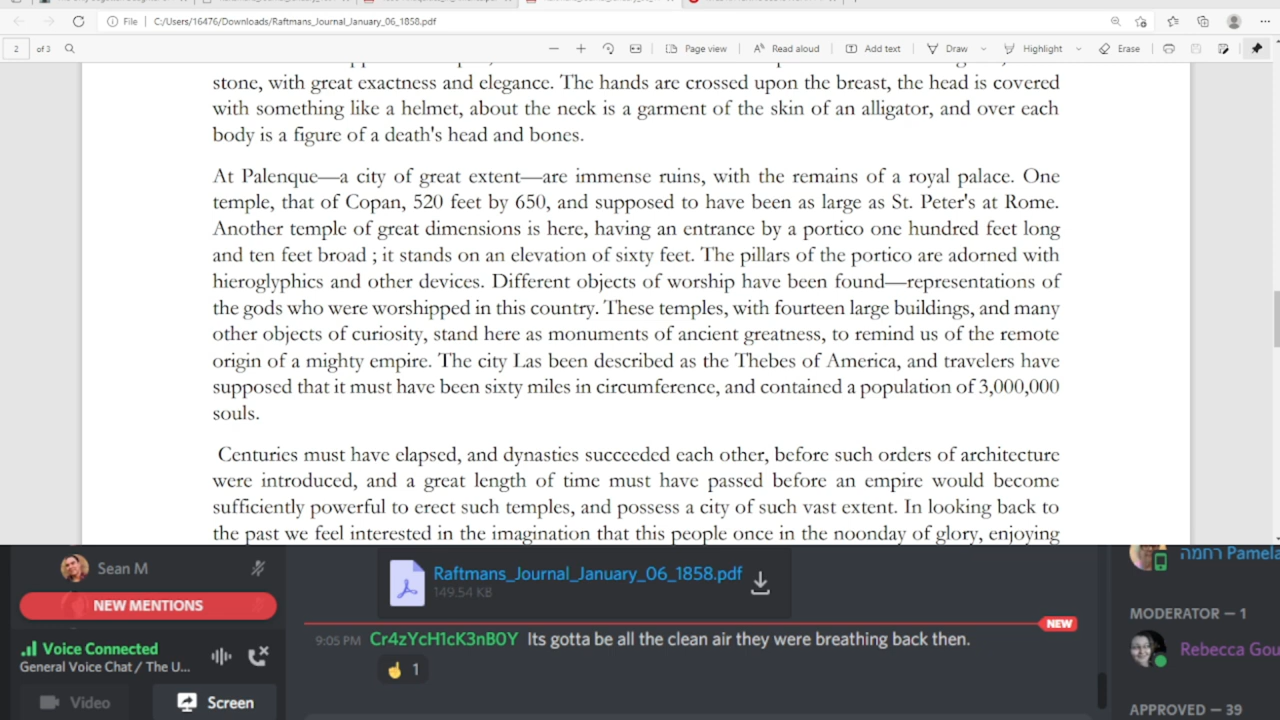 File C:/Users/16476/Downloads/Raftmans_Journal_January_06_1858.pdf
2 of 3 Page view Read aloud Add text Draw Highlight Erase
stone, with great exactness and elegance. The hands are crossed upon the breast, the head is covered
with something like a helmet, about the neck is a garment of the skin of an alligator, and over each
body is a figure of a death's head and bones.
At Palenque—a city of great extent—are immense ruins, with the remains of a royal palace. One
temple, that of Copan, 520 feet by 650, and supposed to have been as large as St. Peter's at Rome.
Another temple of great dimensions is here, having an entrance by a portico one hundred feet long
and ten feet broad ; it stands on an elevation of sixty feet. The pillars of the portico are adorned with
hieroglyphics and other devices. Different objects of worship have been found—representations of
the gods who were worshipped in this country. These temples, with fourteen large buildings, and many
other objects of curiosity, stand here as monuments of ancient greatness, to remind us of the remote
origin of a mighty empire. The city Las been described as the Thebes of America, and travelers have
supposed that it must have been sixty miles in circumference, and contained a population of 3,000,000
souls.
Centuries must have elapsed, and dynasties succeeded each other, before such orders of architecture
were introduced, and a great length of time must have passed before an empire would become
sufficiently powerful to erect such temples, and possess a city of such vast extent. In looking back to
the past we feel interested in the imagination that this people once in the noonday of glory, enjoying
Sean M
NEW MENTIONS
Voice Connected
General Voice Chat / The U...
Video Screen
Raftmans_Journal_January_06_1858.pdf
149.54 KB
NEW
9:05 PM Cr4zYcH1cK3nB0Y Its gotta be all the clean air they were breathing back then.
1
רחמה Pamela
MODERATOR — 1
Rebecca Gou
APPROVED — 39